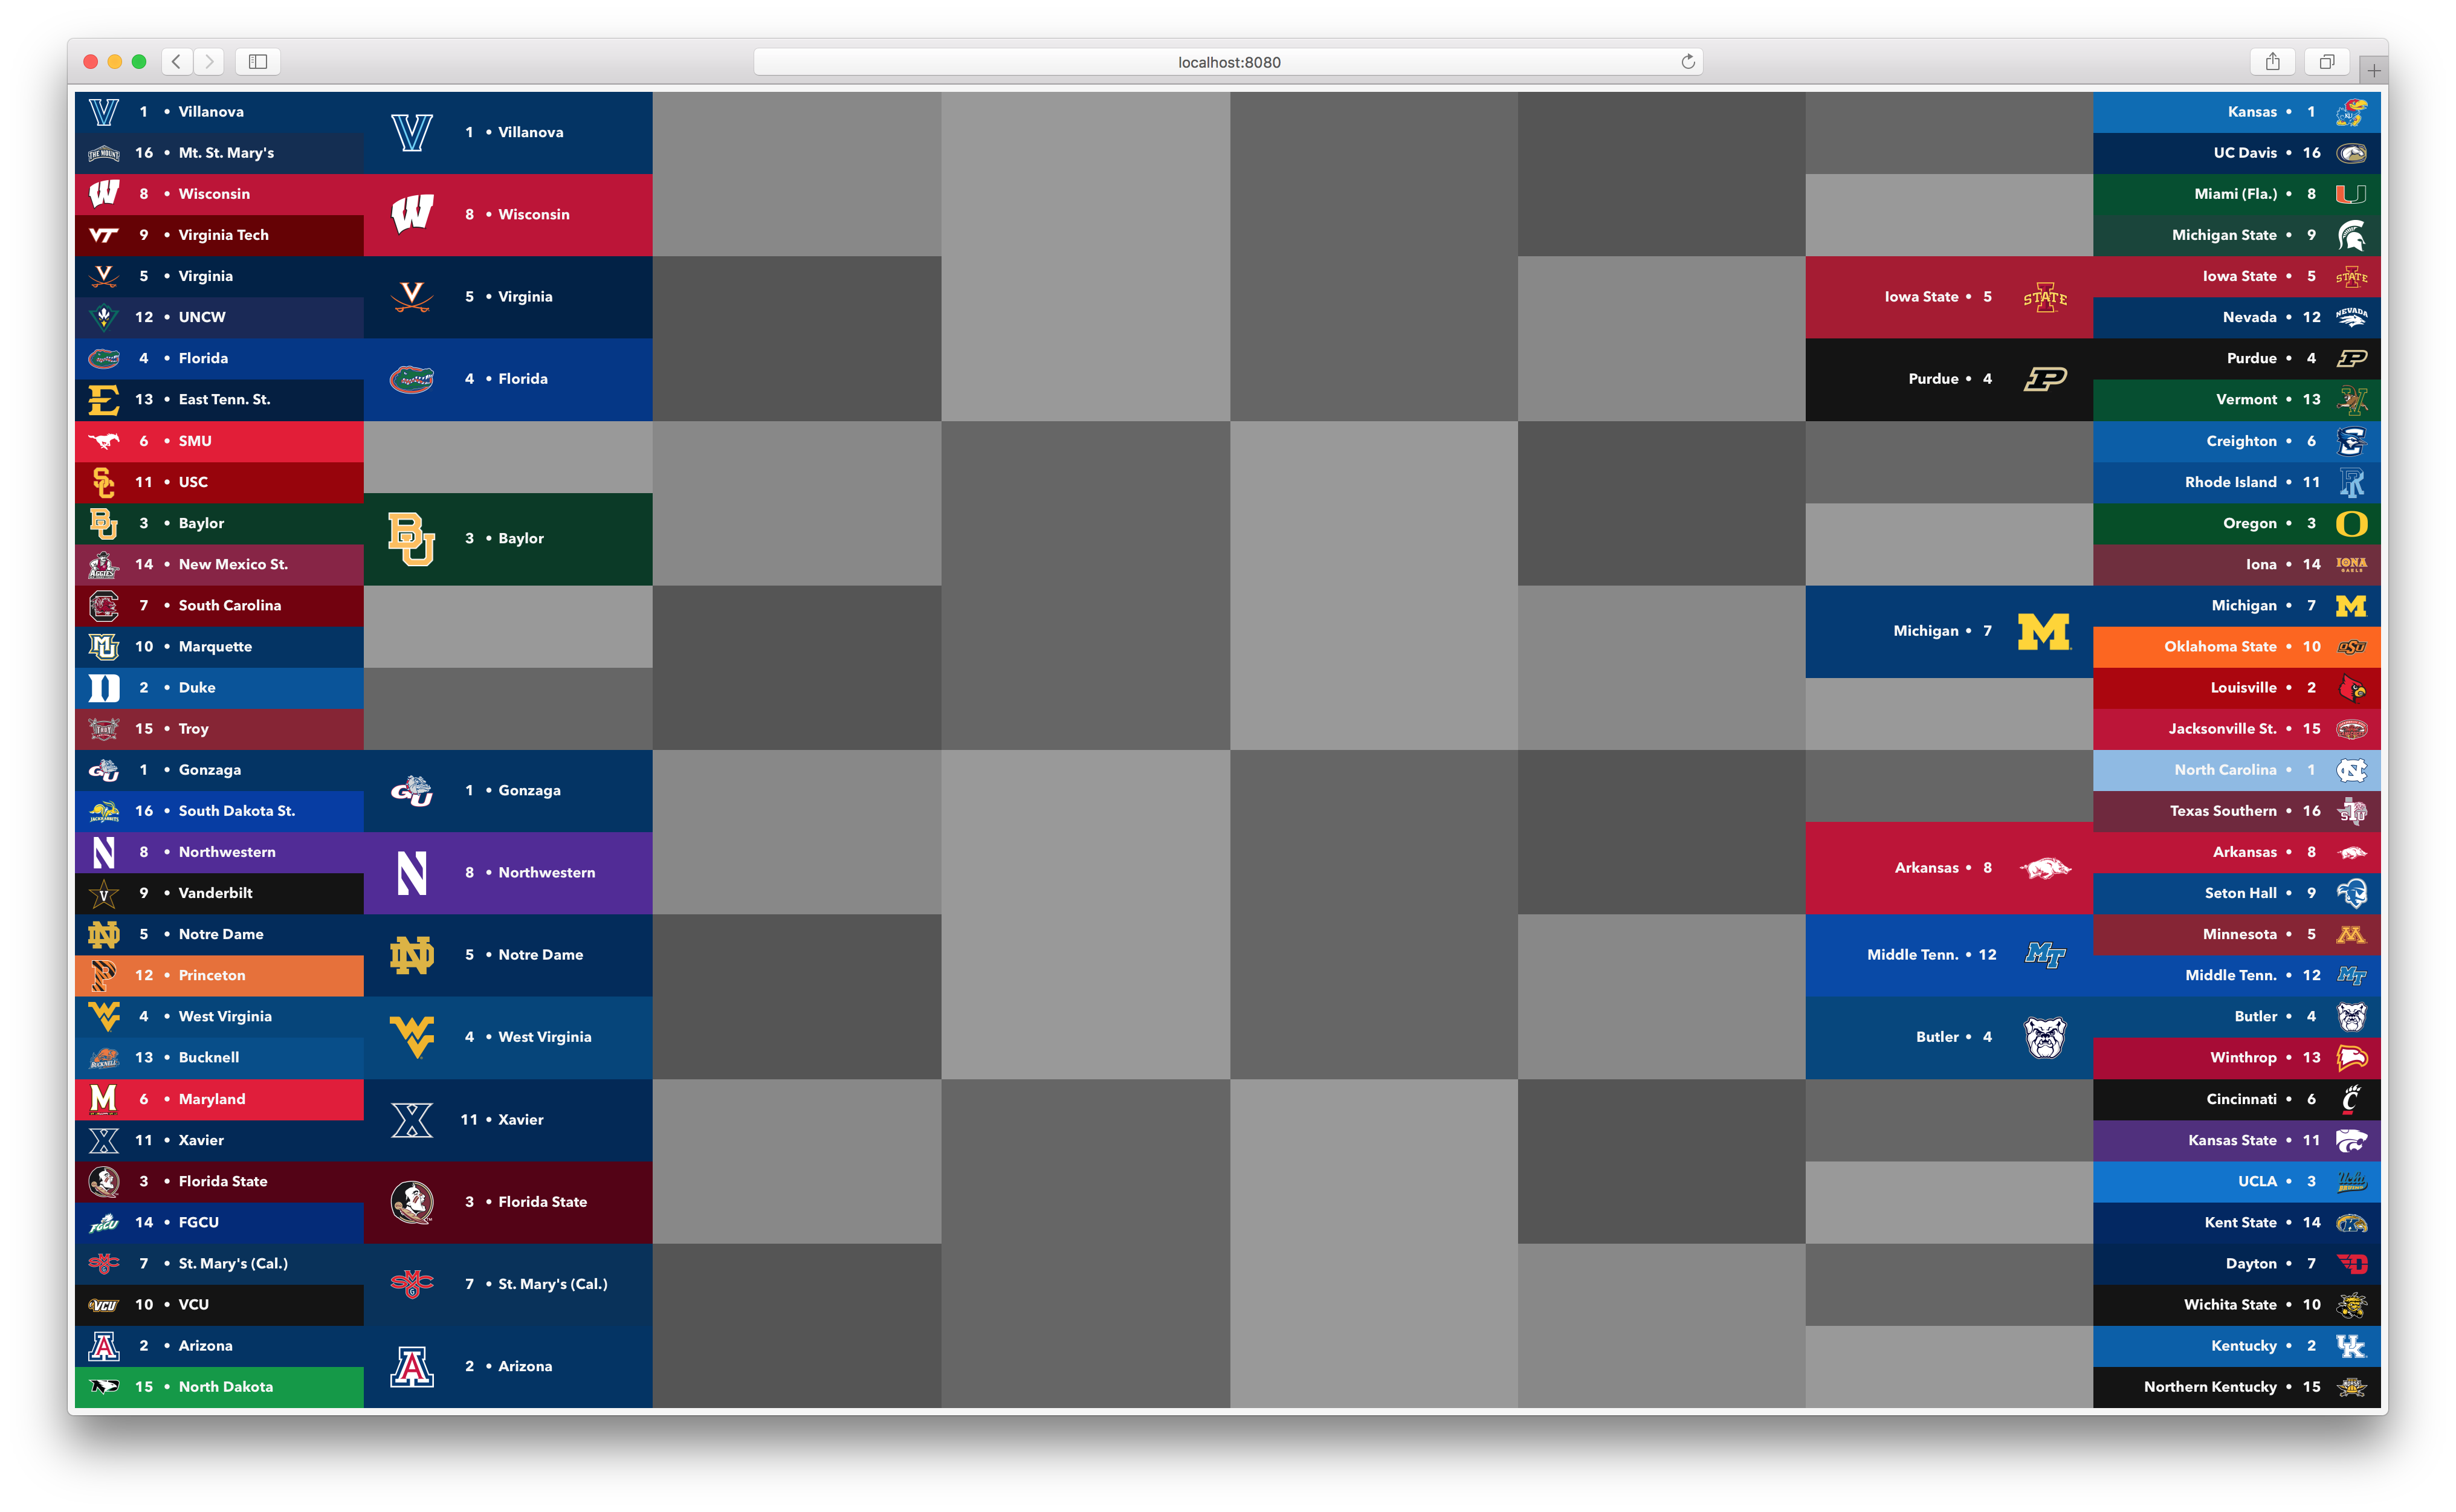 localhost:8080
1 • Villanova
16 • Mt. St. Mary's
8 • Wisconsin
9 • Virginia Tech
5 • Virginia
12 • UNCW
4 • Florida
13 • East Tenn. St.
6 • SMU
11 • USC
3 • Baylor
14 • New Mexico St.
7 • South Carolina
10 • Marquette
2 • Duke
15 • Troy
1 • Gonzaga
16 • South Dakota St.
8 • Northwestern
9 • Vanderbilt
5 • Notre Dame
12 • Princeton
4 • West Virginia
13 • Bucknell
6 • Maryland
11 • Xavier
3 • Florida State
14 • FGCU
7 • St. Mary's (Cal.)
10 • VCU
2 • Arizona
15 • North Dakota
1 • Villanova
8 • Wisconsin
5 • Virginia
4 • Florida
3 • Baylor
1 • Gonzaga
8 • Northwestern
5 • Notre Dame
4 • West Virginia
11 • Xavier
3 • Florida State
7 • St. Mary's (Cal.)
2 • Arizona
Iowa State • 5
Purdue • 4
Michigan • 7
Arkansas • 8
Middle Tenn. • 12
Butler • 4
Kansas • 1
UC Davis • 16
Miami (Fla.) • 8
Michigan State • 9
Iowa State • 5
Nevada • 12
Purdue • 4
Vermont • 13
Creighton • 6
Rhode Island • 11
Oregon • 3
Iona • 14
Michigan • 7
Oklahoma State • 10
Louisville • 2
Jacksonville St. • 15
North Carolina • 1
Texas Southern • 16
Arkansas • 8
Seton Hall • 9
Minnesota • 5
Middle Tenn. • 12
Butler • 4
Winthrop • 13
Cincinnati • 6
Kansas State • 11
UCLA • 3
Kent State • 14
Dayton • 7
Wichita State • 10
Kentucky • 2
Northern Kentucky • 15